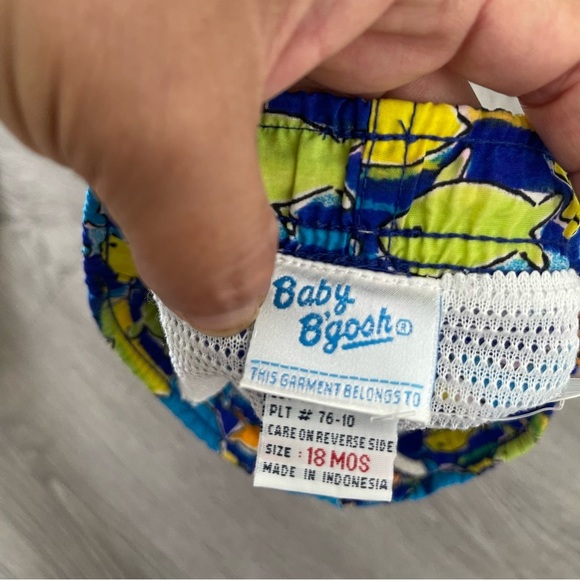 Baby
B'gosh®
THIS GARMENT BELONGS TO
PLT # 76-10
CARE ON REVERSE SIDE
SIZE : 18 MOS
MADE IN INDONESIA